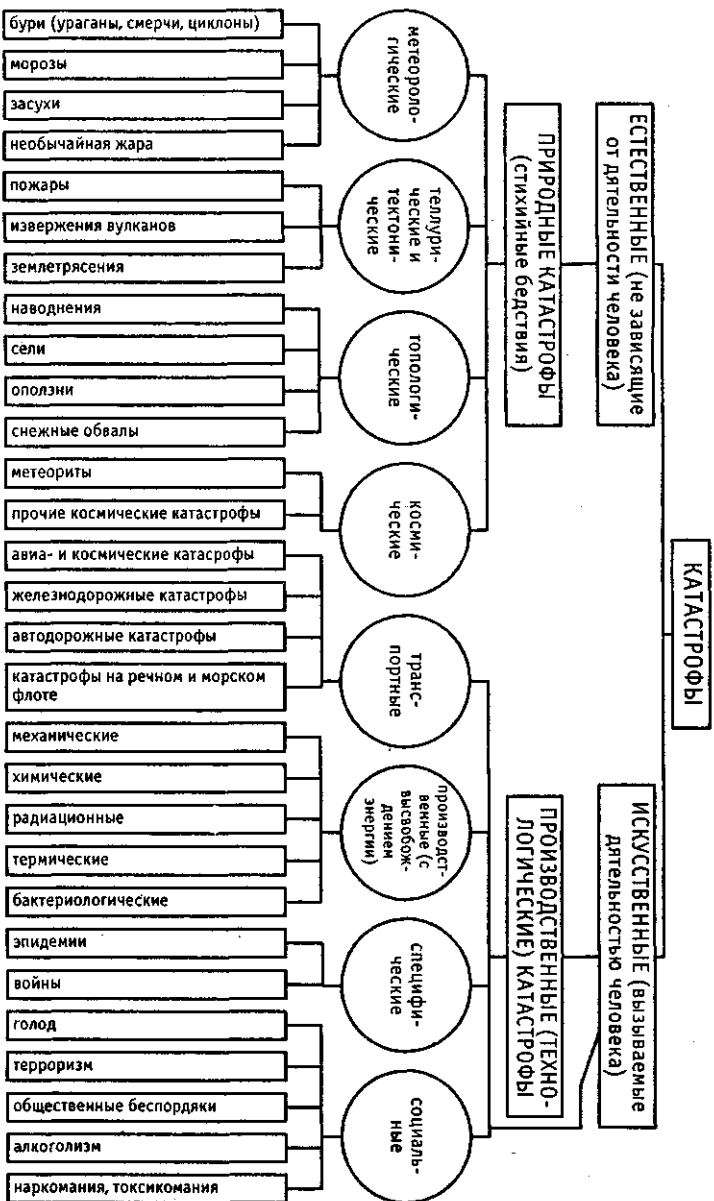 КАТАСТРОФЫ
ЕСТЕСТВЕННЫЕ (не зависящие
от дятельности человека)
ИСКУССТВЕННЫЕ (вызываемые
дятельностью человека)
ПРИРОДНЫЕ КАТАСТРОФЫ
(стихийные бедствия)
ПРОИЗВОДСТВЕННЫЕ (ТЕХНО-
ЛОГИЧЕСКИЕ) КАТАСТРОФЫ
метеороло-
гические
теллури-
ческие и
тектони-
ческие
топологи-
ческие
косми-
ческие
транс-
портные
производст-
венные (с
высвобож-
дением
энергии)
специфи-
ческие
социаль-
ные
бури (ураганы, смерчи, циклоны)
морозы
засухи
необычайная жара
пожары
извержения вулканов
землетрясения
наводнения
сели
оползни
снежные обвалы
метеориты
прочие космические катастрофы
авиа- и космические катасрофы
железнодорожные катастрофы
автодорожные катастрофы
катастрофы на речном и морском
флоте
механические
химические
радиационные
термические
бактериологические
эпидемии
войны
голод
терроризм
общественные беспордяки
алкоголизм
наркомания, токсикомания